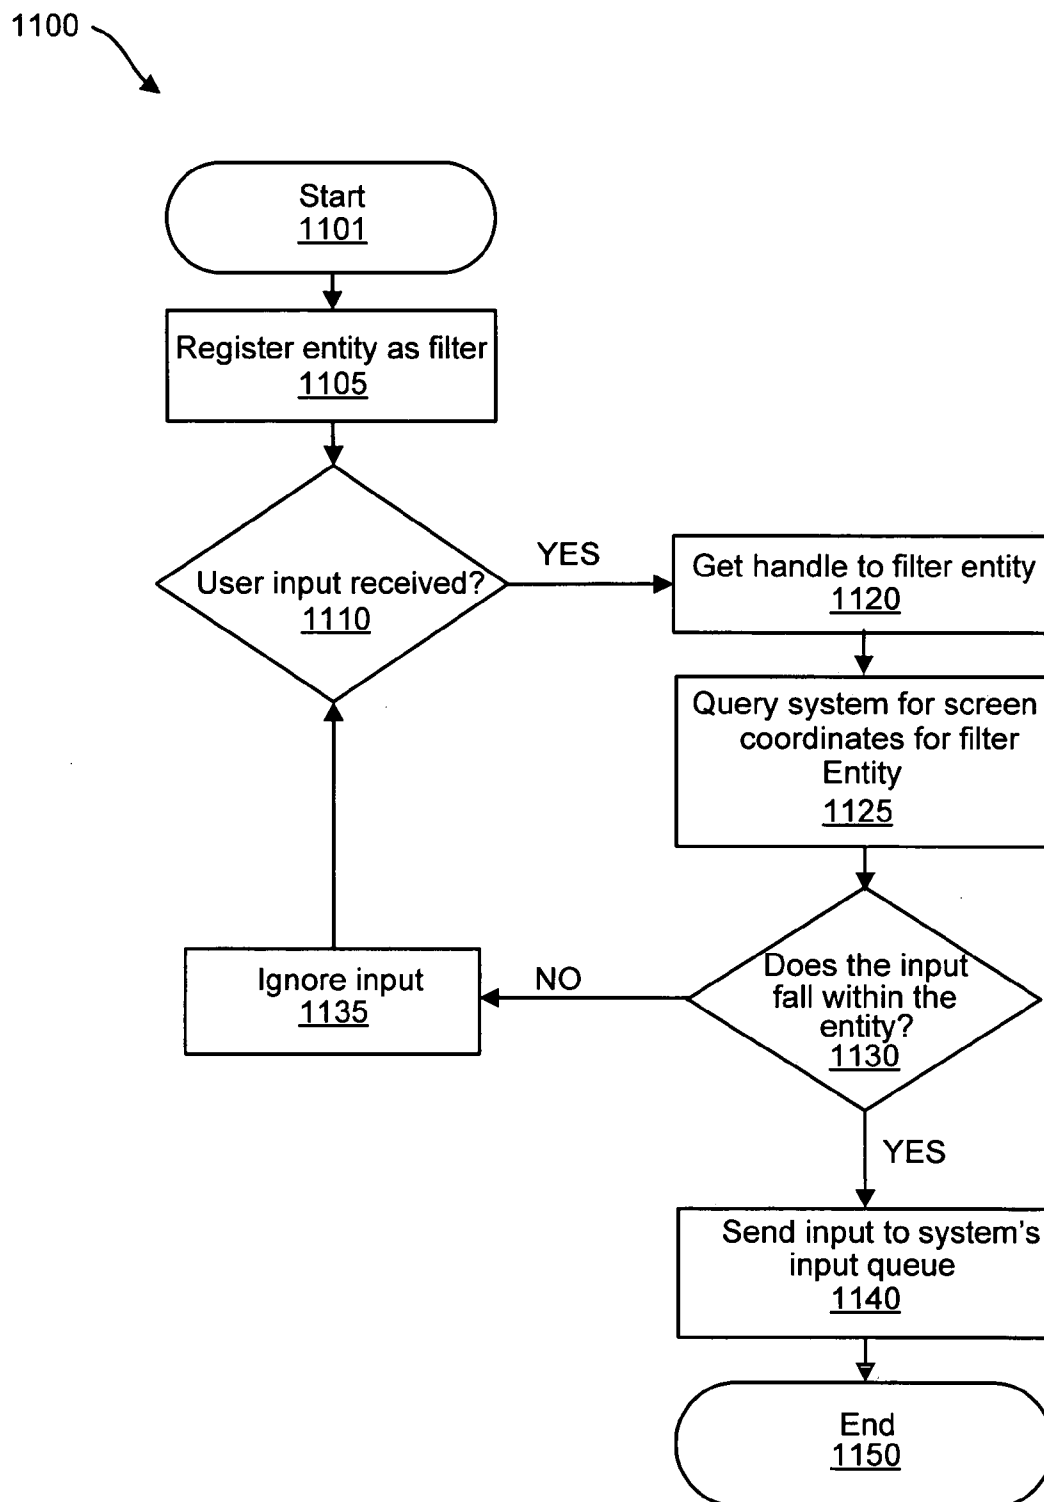 1100
Start
1101
Register entity as filter
1105
User input received?
1110
YES
Get handle to filter entity
1120
Query system for screen
coordinates for filter
Entity
1125
Does the input
fall within the
entity?
1130
NO
Ignore input
1135
YES
Send input to system's
input queue
1140
End
1150